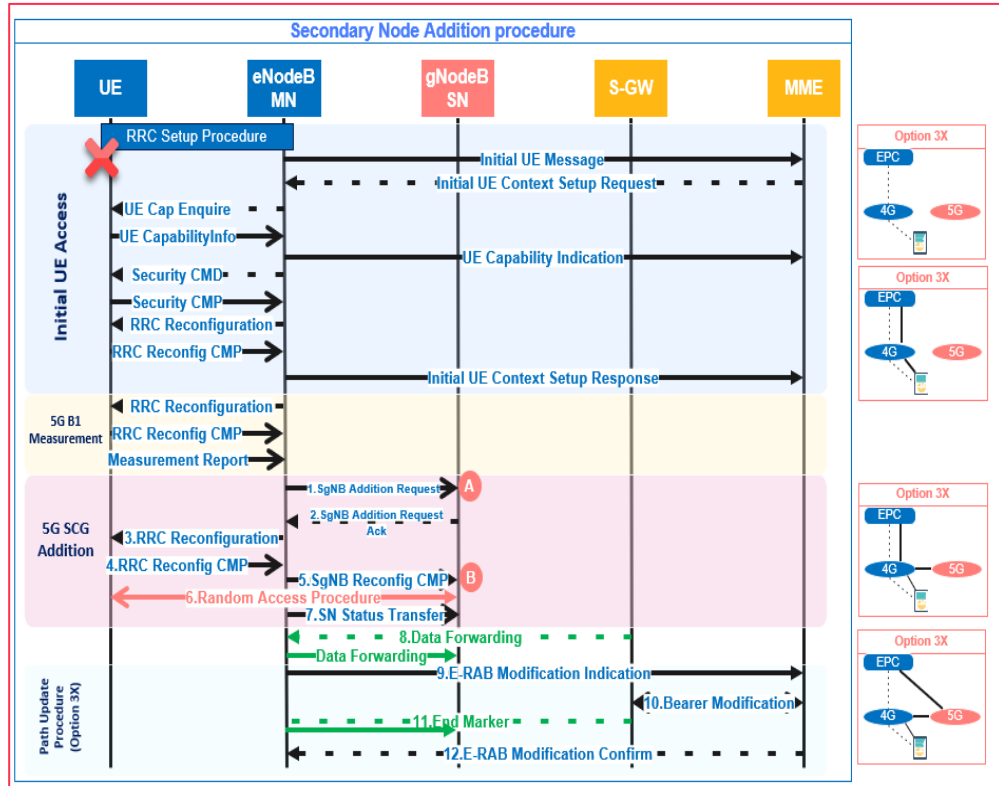 Secondary Node Addition procedure
UE
eNodeB
MN
gNodeB
SN
S-GW
MME
Initial UE Access
RRC Setup Procedure
Initial UE Message
Initial UE Context Setup Request
UE Cap Enquire
UE CapabilityInfo
UE Capability Indication
Security CMD
Security CMP
RRC Reconfiguration
RRC Reconfig CMP
Initial UE Context Setup Response
5G B1
Measurement
RRC Reconfiguration
RRC Reconfig CMP
Measurement Report
5G SCG
Addition
1.SgNB Addition Request
A
2.SgNB Addition Request
Ack
3.RRC Reconfiguration
4.RRC Reconfig CMP
5.SgNB Reconfig CMP
B
6.Random Access Procedure
7.SN Status Transfer
8.Data Forwarding
Data Forwarding
Path Update
Procedure
(Option 3X)
9.E-RAB Modification Indication
10.Bearer Modification
11.End Marker
12.E-RAB Modification Confirm
Option 3X
EPC
4G
5G
Option 3X
EPC
4G
5G
Option 3X
EPC
4G
5G
Option 3X
EPC
4G
5G